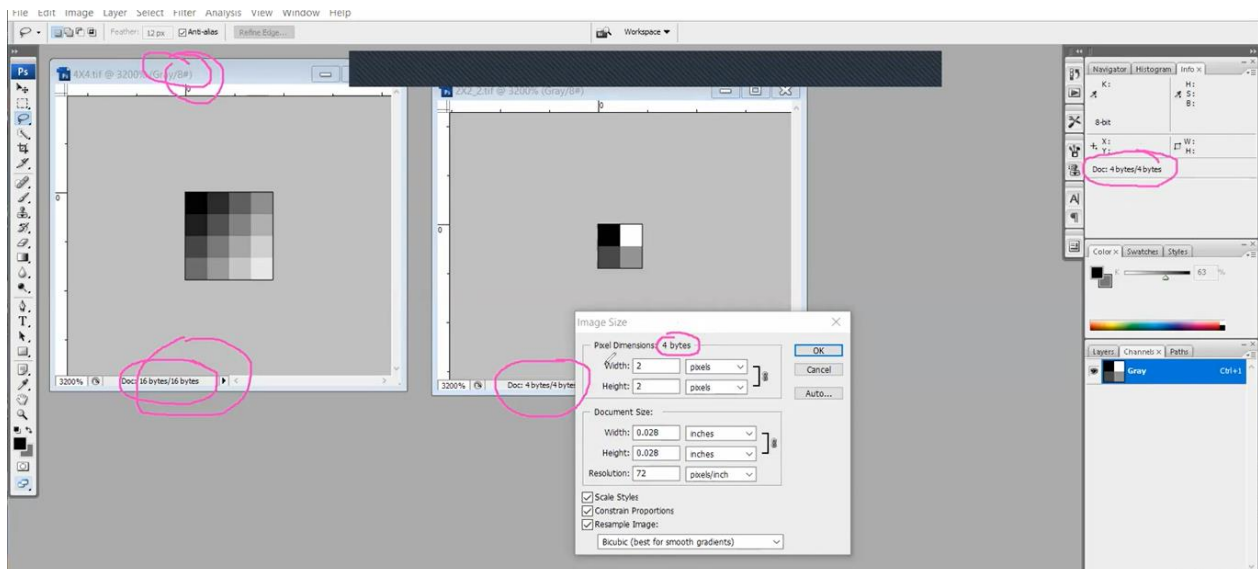 File Edit Image Layer Select Filter Analysis View Window Help
Feather: 12 px Anti-alias Refine Edge... Workspace
Ps
4X4.tif @ 3200% (Gray/8#)
2X2_2.tif @ 3200% (Gray/8#)
0
0
0
0
3200% Doc: 16 bytes/16 bytes
3200% Doc: 4 bytes/4 bytes
Image Size
Pixel Dimensions: 4 bytes
Width: 2 pixels
Height: 2 pixels
Document Size:
Width: 0.028 inches
Height: 0.028 inches
Resolution: 72 pixels/inch
Scale Styles
Constrain Proportions
Resample Image:
Bicubic (best for smooth gradients)
OK
Cancel
Auto...
Navigator Histogram Info x
K: H:
S:
B:
8-bit
X: W:
Y: H:
Doc: 4 bytes/4 bytes
Color x Swatches Styles
K 63 %
Layers Channels x Paths
Gray Ctrl+1